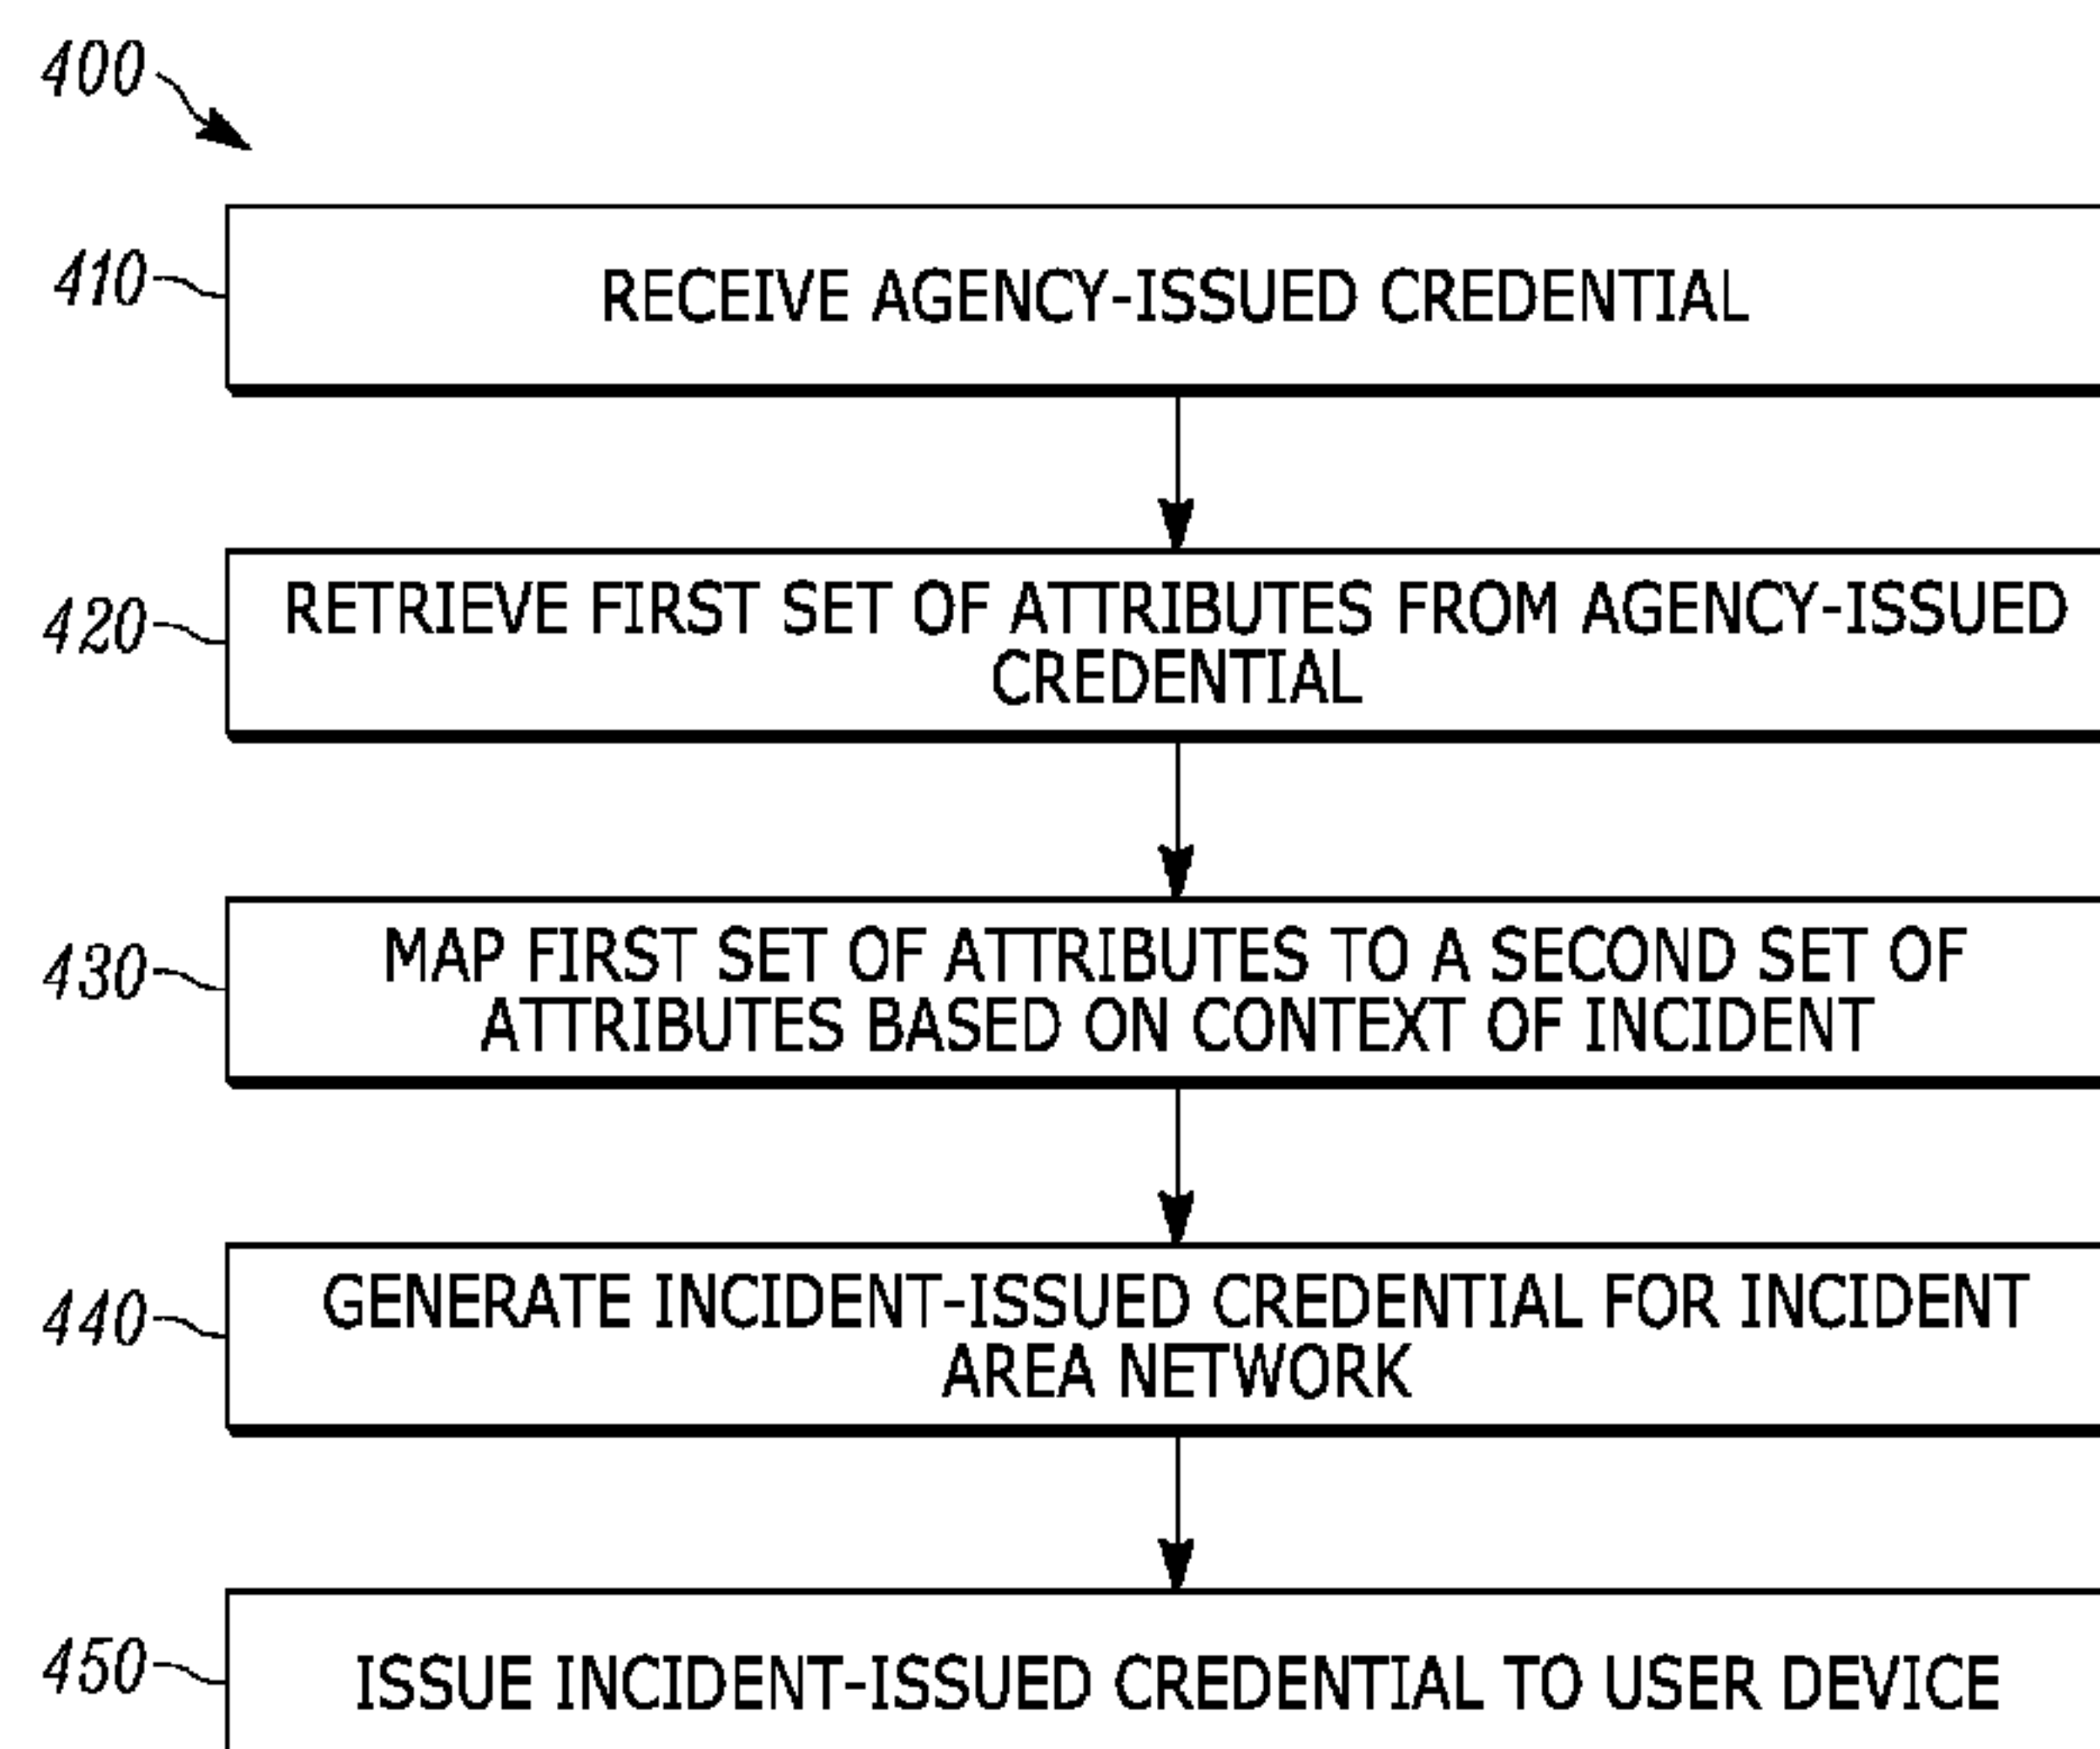 400
410
RECEIVE AGENCY-ISSUED CREDENTIAL
420
RETRIEVE FIRST SET OF ATTRIBUTES FROM AGENCY-ISSUED
CREDENTIAL
430
MAP FIRST SET OF ATTRIBUTES TO A SECOND SET OF
ATTRIBUTES BASED ON CONTEXT OF INCIDENT
440
GENERATE INCIDENT-ISSUED CREDENTIAL FOR INCIDENT
AREA NETWORK
450
ISSUE INCIDENT-ISSUED CREDENTIAL TO USER DEVICE